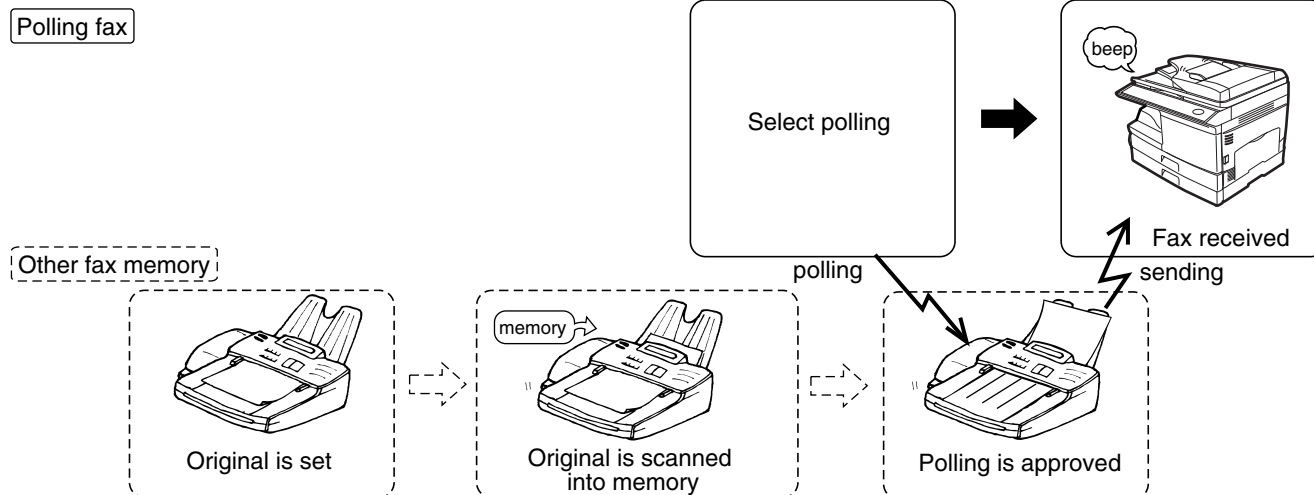 Polling fax
Select polling
beep
Fax received
Other fax memory
polling
sending
memory
Original is set
Original is scanned
into memory
Polling is approved